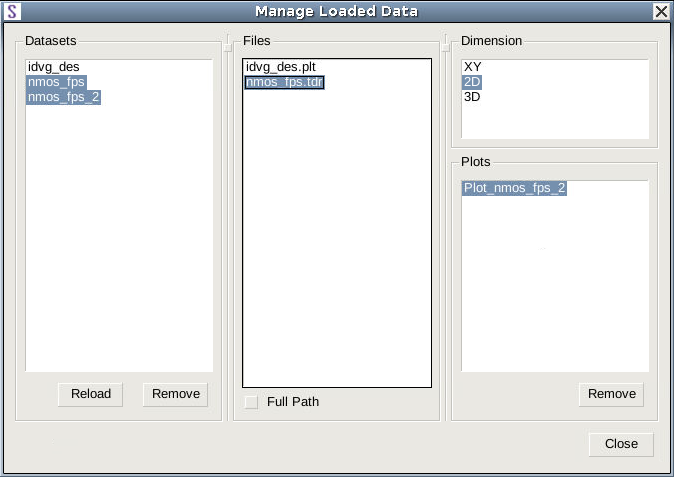 S
Manage Loaded Data
Datasets
idvg_des
nmos_fps
nmos_fps_2
Reload
Remove
Files
idvg_des.plt
nmos_fps.tdr
Full Path
Dimension
XY
2D
3D
Plots
Plot_nmos_fps_2
Remove
Close